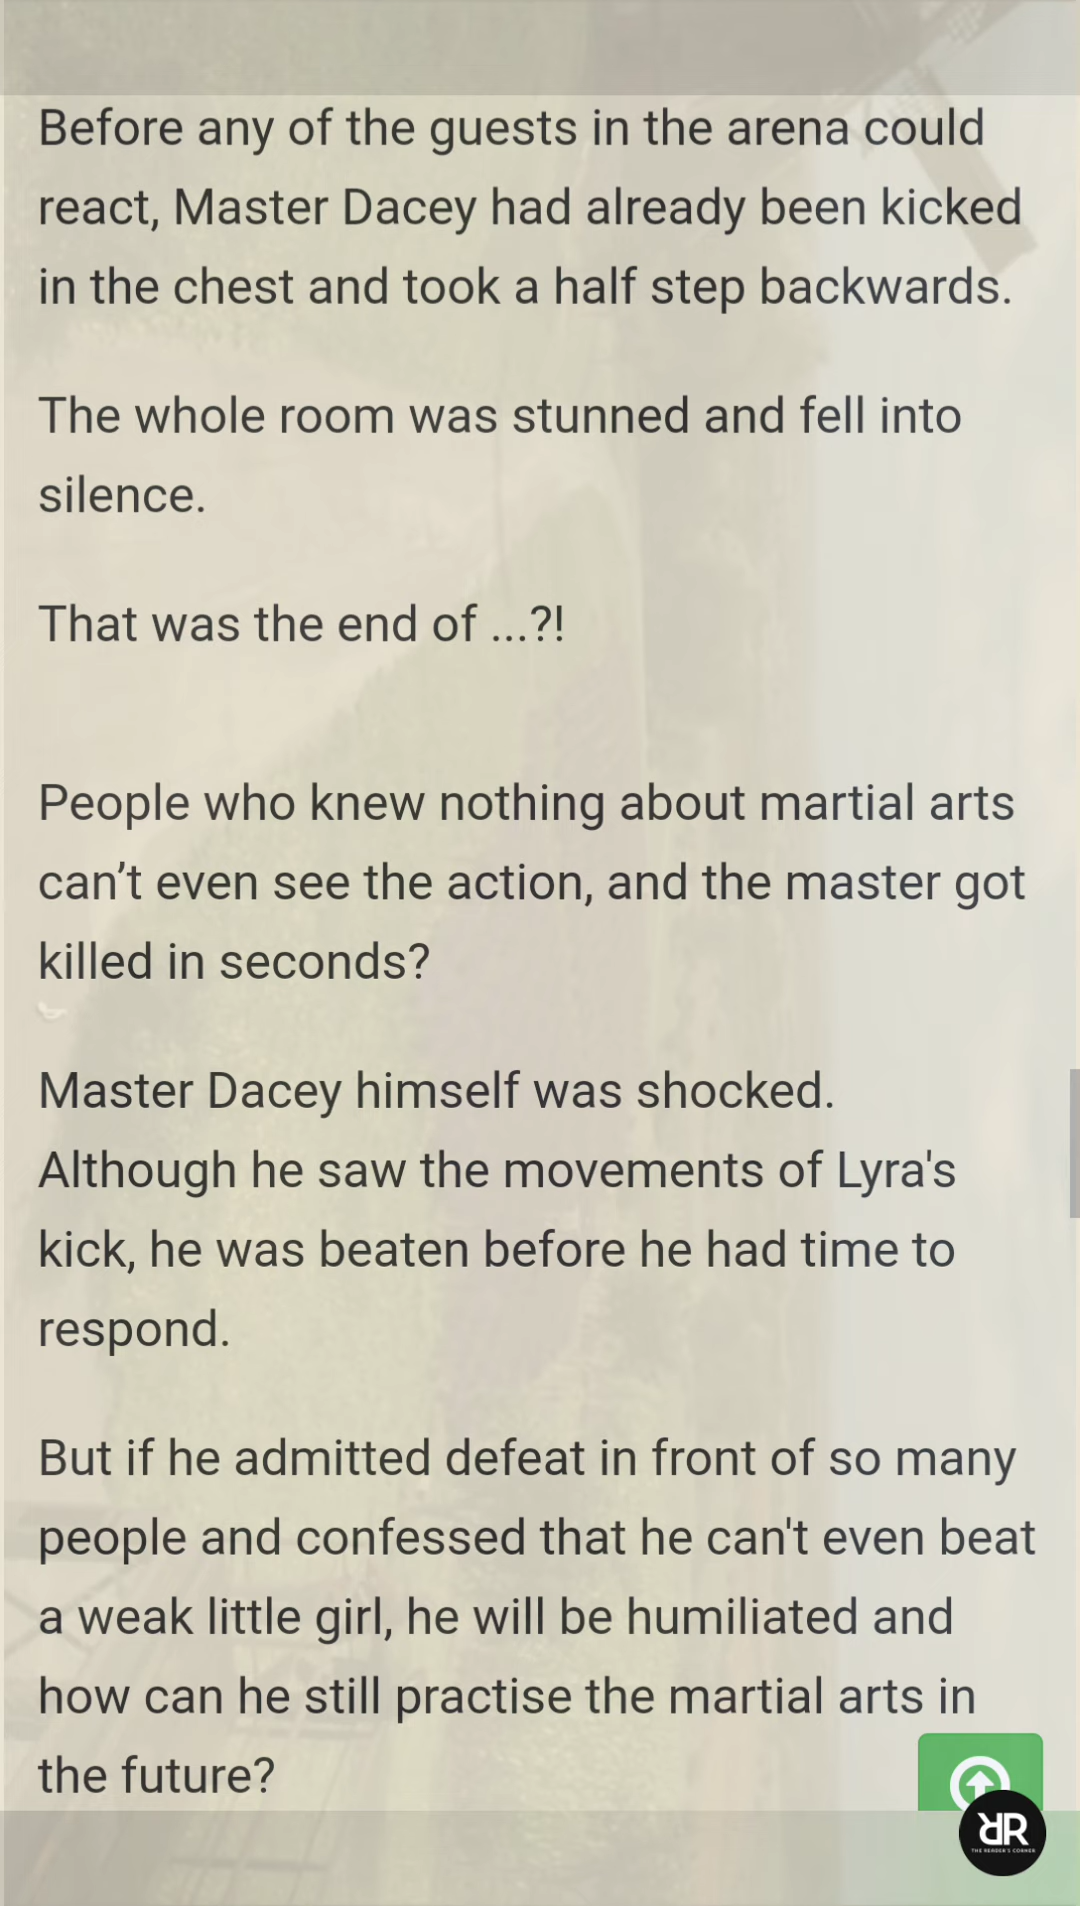 Before any of the guests in the arena could
react, Master Dacey had already been kicked
in the chest and took a half step backwards.
The whole room was stunned and fell into
silence.
That was the end of ...?!
People who knew nothing about martial arts
can’t even see the action, and the master got
killed in seconds?
Master Dacey himself was shocked.
Although he saw the movements of Lyra's
kick, he was beaten before he had time to
respond.
But if he admitted defeat in front of so many
people and confessed that he can't even beat
a weak little girl, he will be humiliated and
how can he still practise the martial arts in
the future?
RR
THE READER'S CORNER